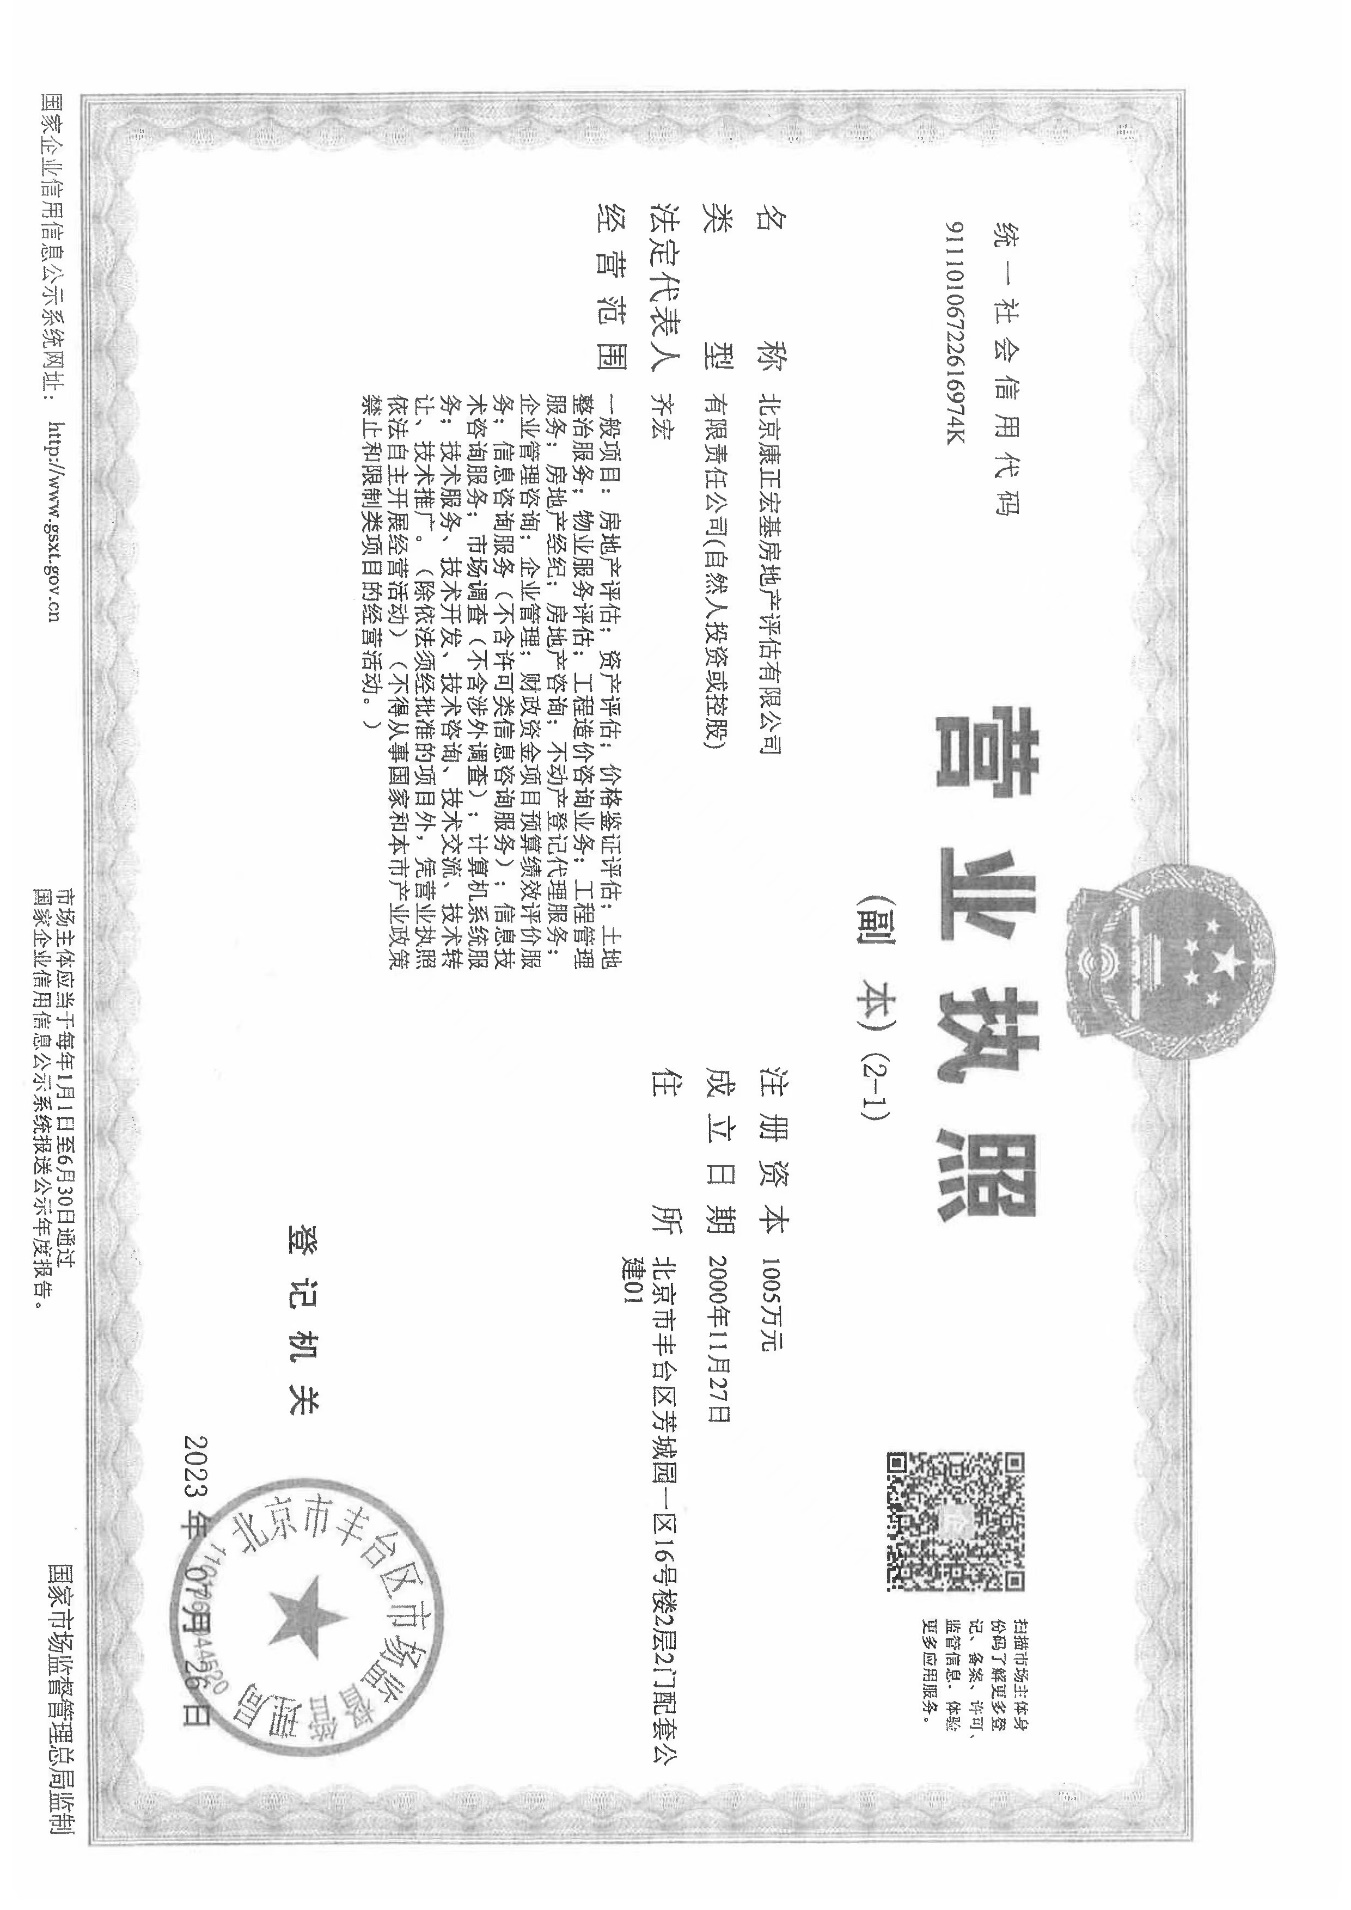 统一社会信用代码
91110106722616974K
营业执照
(副 本) (2-1)
扫描市场主体身
份码了解更多登
记、备案、许可、
监管信息，体验
更多应用服务。
名 称 北京康正宏基房地产评估有限公司
类 型 有限责任公司(自然人投资或控股)
法定代表人 齐宏
经营范围 一般项目：房地产评估；资产评估；价格鉴证评估；土地
整治服务；物业服务评估；工程造价咨询业务；工程管理
服务；房地产经纪；房地产咨询；不动产登记代理服务；
企业管理咨询；企业管理；财政资金项目预算绩效评价服
务；信息咨询服务（不含许可类信息咨询服务）；信息技
术咨询服务；市场调查（不含涉外调查）；计算机系统服
务；技术服务、技术开发、技术咨询、技术交流、技术转
让、技术推广。（除依法须经批准的项目外，凭营业执照
依法自主开展经营活动）（不得从事国家和本市产业政策
禁止和限制类项目的经营活动。）
注册资本 1005万元
成立日期 2000年11月27日
住 所 北京市丰台区芳城园一区16号楼2层2门配套公
建01
登记机关
北京市丰台区市场监督管理局
2023 年 07月 26日
国家企业信用信息公示系统网址： http://www.gsxt.gov.cn
市场主体应当于每年1月1日至6月30日通过
国家企业信用信息公示系统报送公示年度报告。
国家市场监督管理总局监制